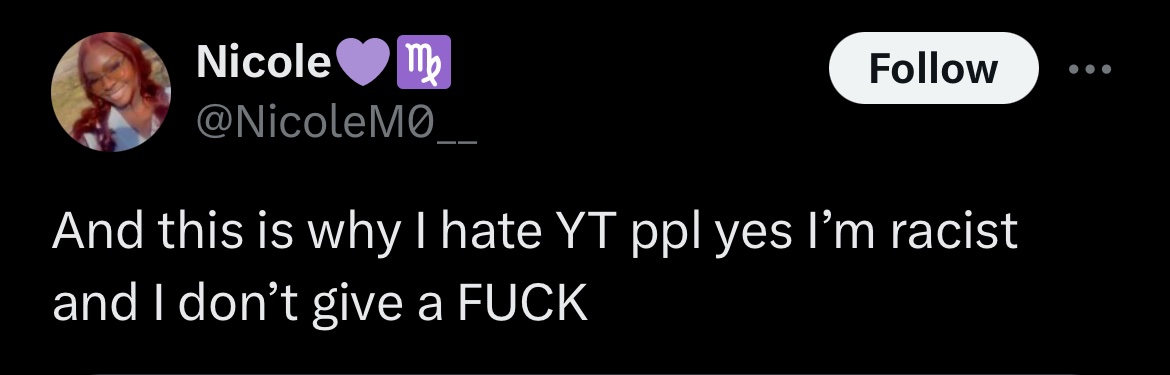 Nicole💜♍
Follow
@NicoleM0__
And this is why I hate YT ppl yes I’m racist
and I don’t give a FUCK